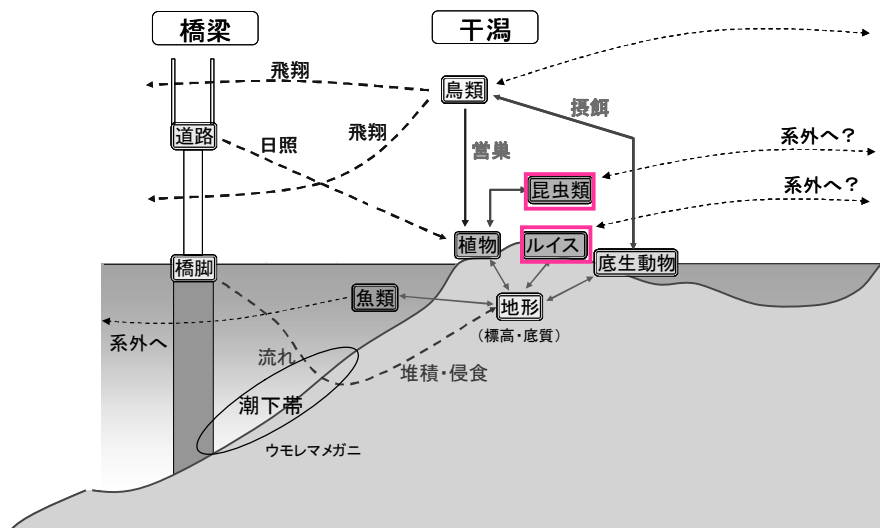 橋梁
干潟
飛翔
鳥類
摂餌
道路
日照
飛翔
営巣
系外へ?
昆虫類
系外へ?
植物
ルイス
底生動物
橋脚
魚類
地形
(標高・底質)
系外へ
流れ
堆積・侵食
潮下帯
ウモレマメガニ